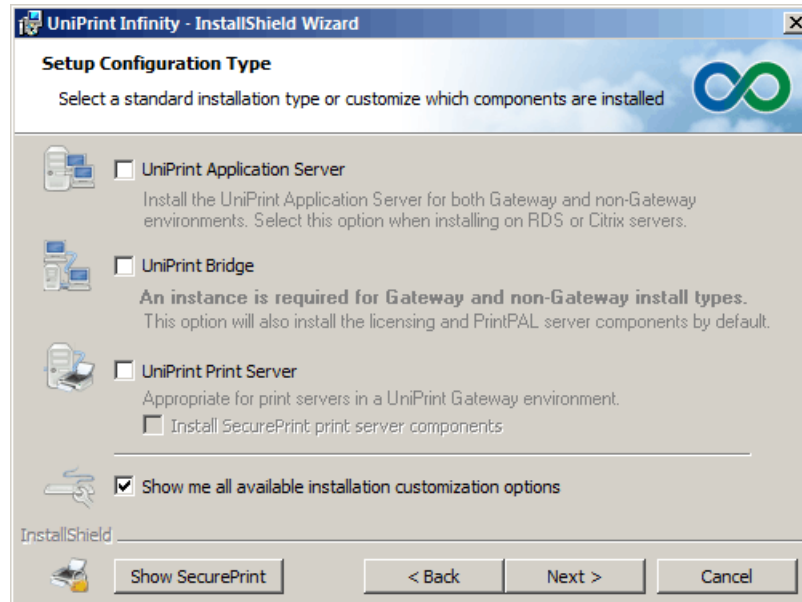 UniPrint Infinity - InstallShield Wizard
Setup Configuration Type
Select a standard installation type or customize which components are installed
UniPrint Application Server
Install the UniPrint Application Server for both Gateway and non-Gateway
environments. Select this option when installing on RDS or Citrix servers.
UniPrint Bridge
An instance is required for Gateway and non-Gateway install types.
This option will also install the licensing and PrintPAL server components by default.
UniPrint Print Server
Appropriate for print servers in a UniPrint Gateway environment.
Install SecurePrint print server components
Show me all available installation customization options
InstallShield
Show SecurePrint
< Back
Next >
Cancel